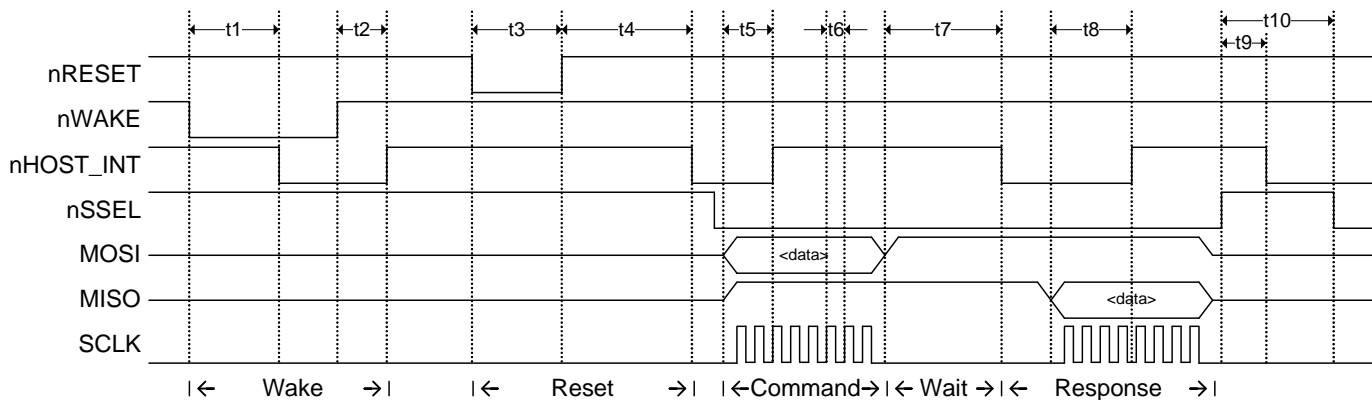 t10
t1 t2 t3 t4 t5 t6 t7 t8 t9
nRESET
nWAKE
nHOST_INT
nSSEL
MOSI <data>
MISO <data>
SCLK
|← Wake →| |← Reset →| |←Command→|← Wait →|← Response →|